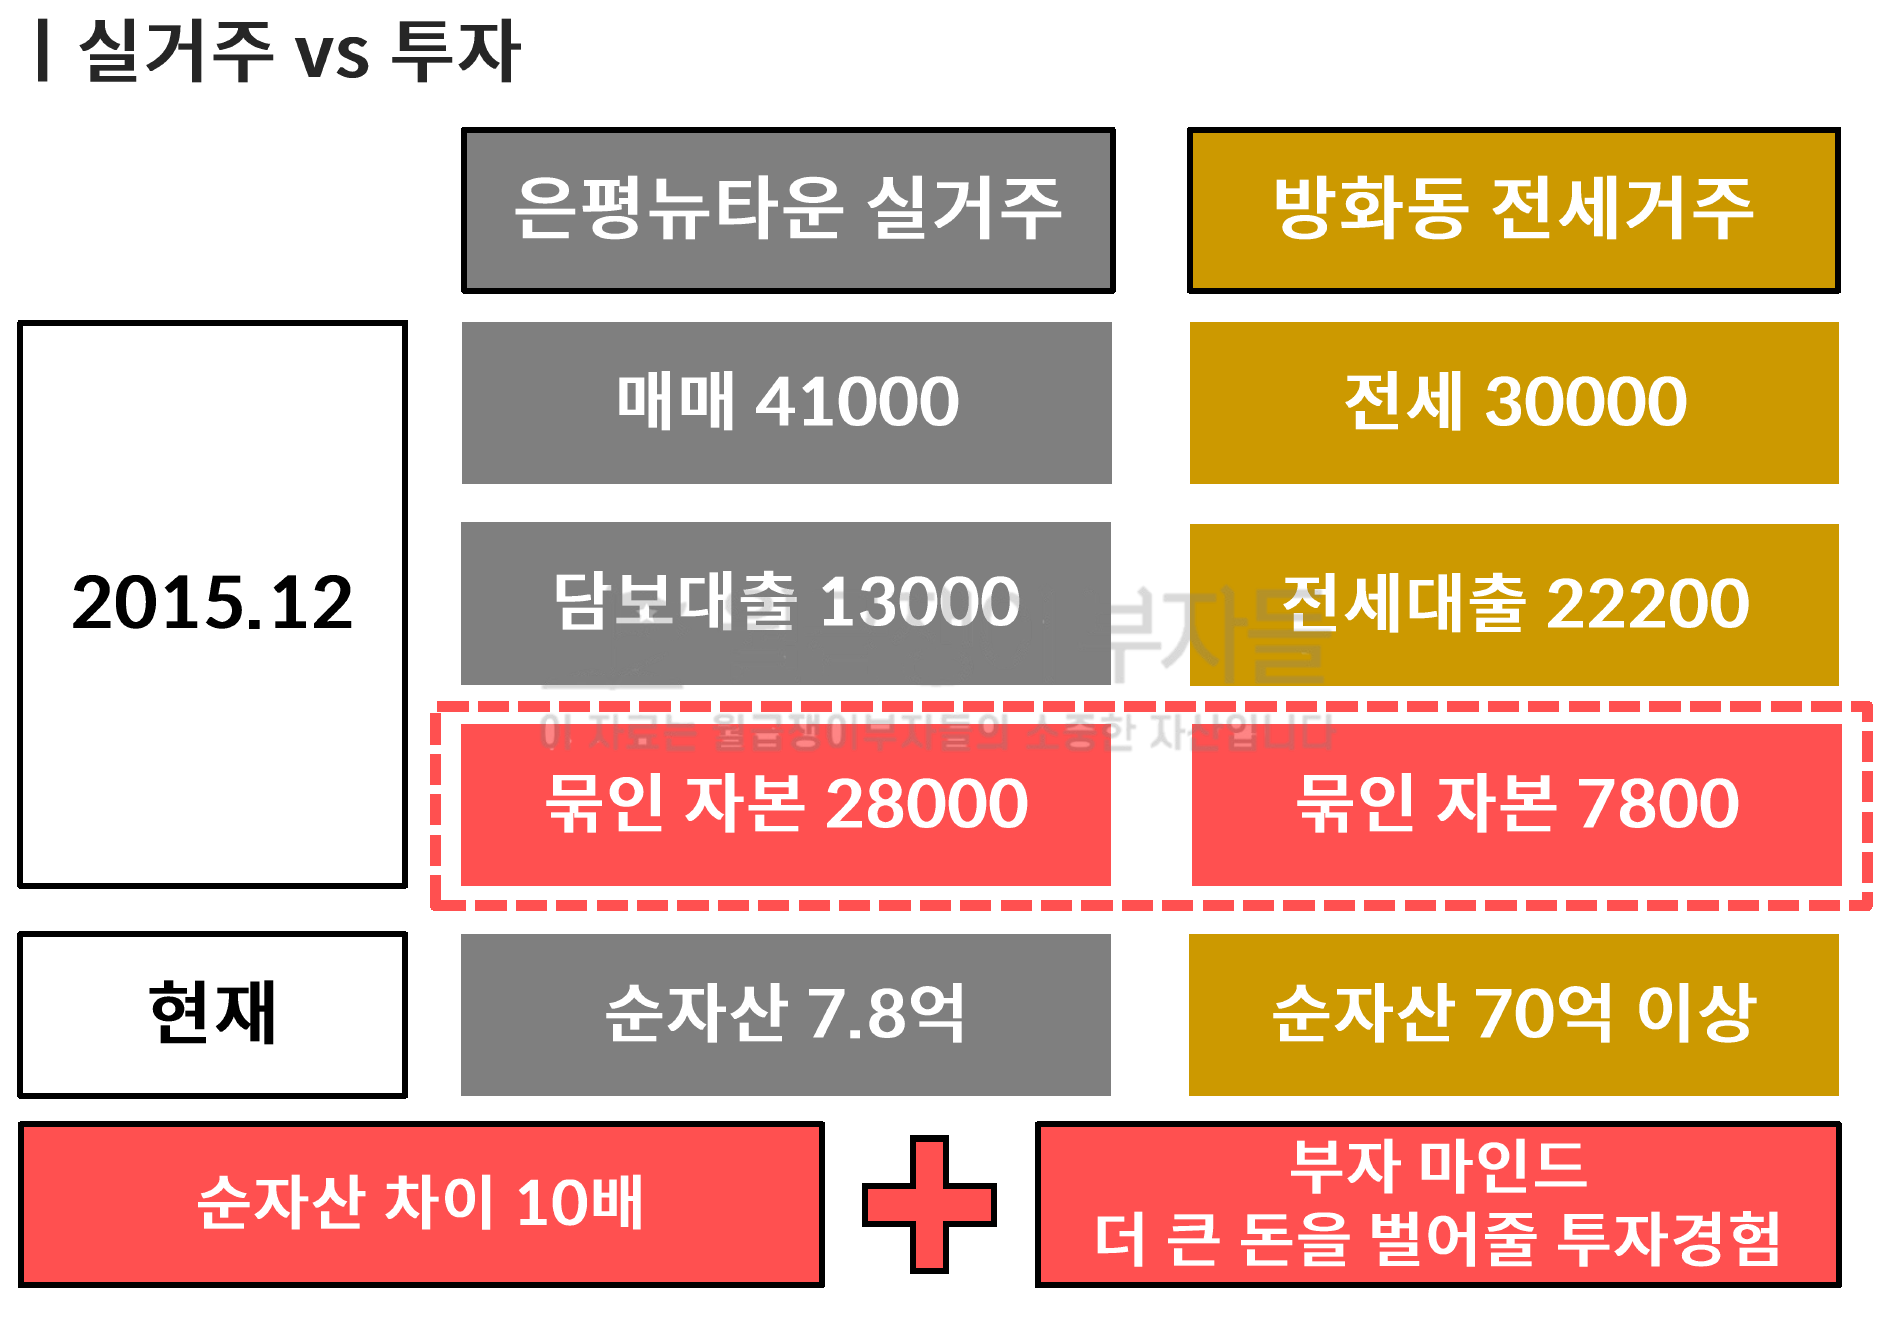 | 실거주 vs 투자
은평뉴타운 실거주
방화동 전세거주
2015.12
매매 41000
전세 30000
담보대출 13000
전세대출 22200
부자들
이 자료는 월급쟁이부자들의 소중한 자산입니다
묶인 자본 28000
묶인 자본 7800
현재
순자산 7.8억
순자산 70억 이상
순자산 차이 10배
부자 마인드
더 큰 돈을 벌어줄 투자경험